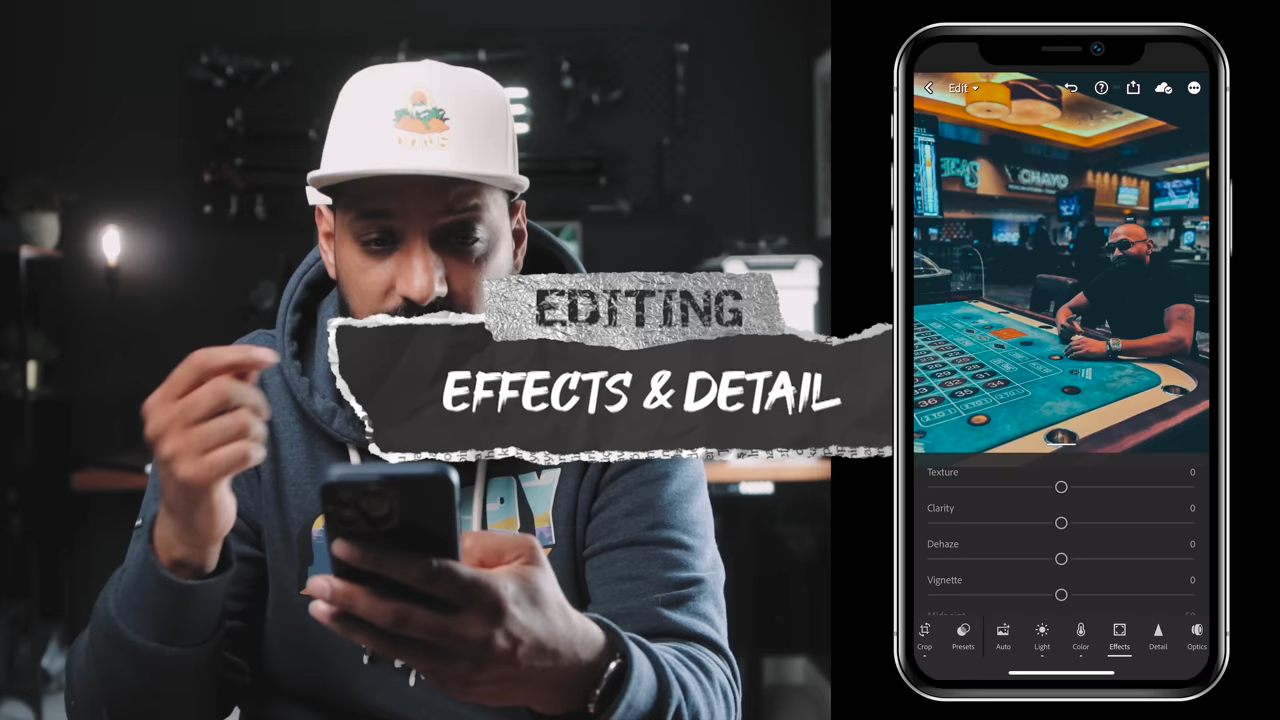 EDITING
EFFECTS & DETAIL
Edit
CHAYO
Texture 0
Clarity 0
Dehaze 0
Vignette 0
Crop
Presets
Auto
Light
Color
Effects
Detail
Optics